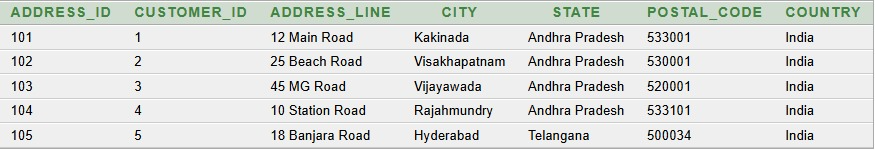 ADDRESS_ID CUSTOMER_ID ADDRESS_LINE CITY STATE POSTAL_CODE COUNTRY
101 1 12 Main Road Kakinada Andhra Pradesh 533001 India
102 2 25 Beach Road Visakhapatnam Andhra Pradesh 530001 India
103 3 45 MG Road Vijayawada Andhra Pradesh 520001 India
104 4 10 Station Road Rajahmundry Andhra Pradesh 533101 India
105 5 18 Banjara Road Hyderabad Telangana 500034 India